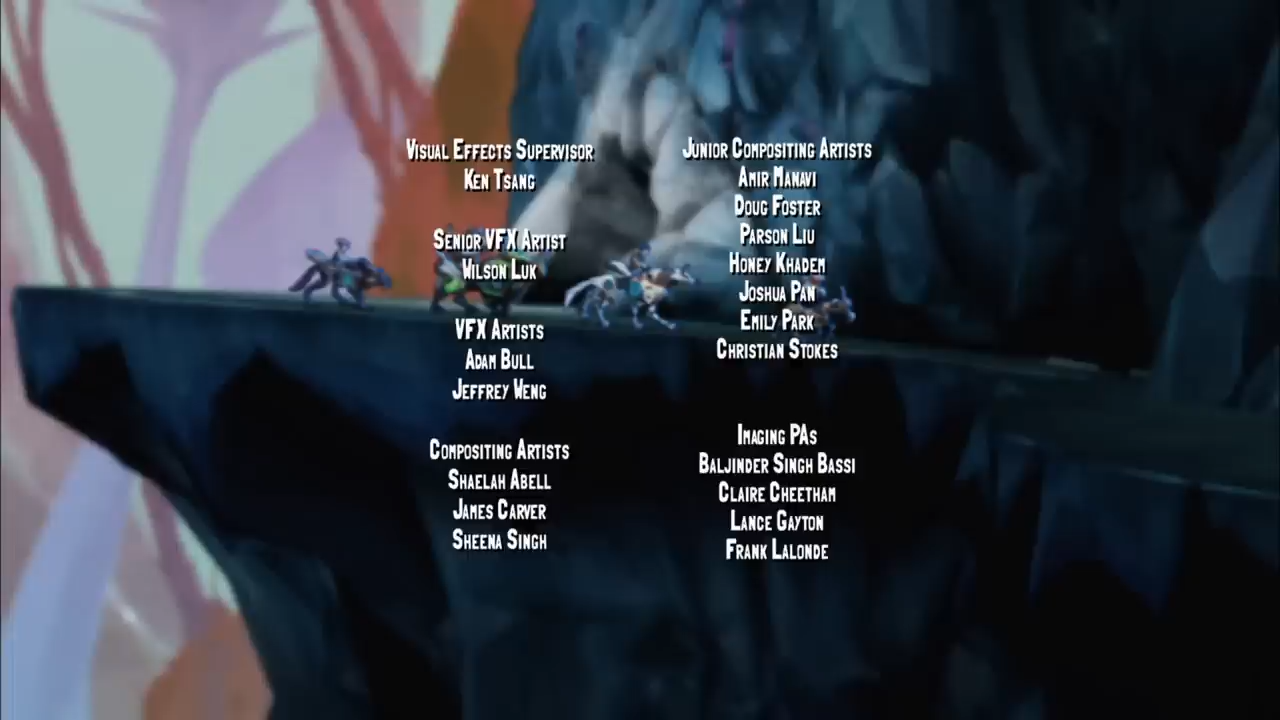 Visual Effects Supervisor
Ken Tsang
Senior VFX Artist
Wilson Luk
VFX Artists
Adam Bull
Jeffrey Weng
Compositing Artists
Shaelah Abell
James Carver
Sheena Singh
Junior Compositing Artists
Amir Manavi
Doug Foster
Parson Liu
Honey Khadem
Joshua Pan
Emily Park
Christian Stokes
Imaging PAs
Baljinder Singh Bassi
Claire Cheetham
Lance Gayton
Frank Lalonde